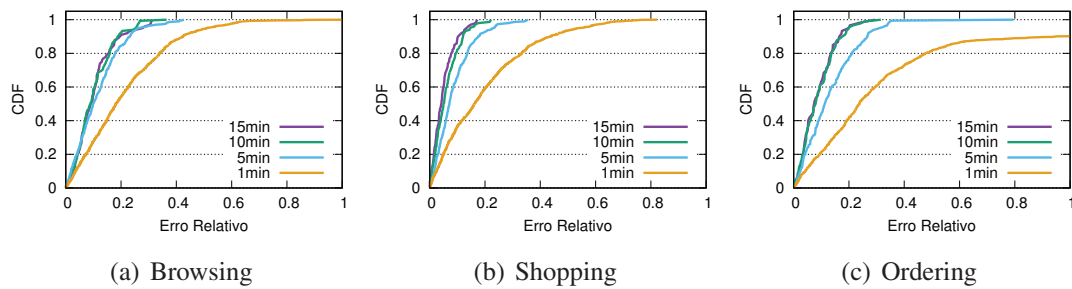 1
0.8
0.6
0.4
0.2
0
CDF
0 0.2 0.4 0.6 0.8 1
Erro Relativo
15min
10min
5min
1min
(a) Browsing
1
0.8
0.6
0.4
0.2
0
CDF
0 0.2 0.4 0.6 0.8 1
Erro Relativo
15min
10min
5min
1min
(b) Shopping
1
0.8
0.6
0.4
0.2
0
CDF
0 0.2 0.4 0.6 0.8 1
Erro Relativo
15min
10min
5min
1min
(c) Ordering